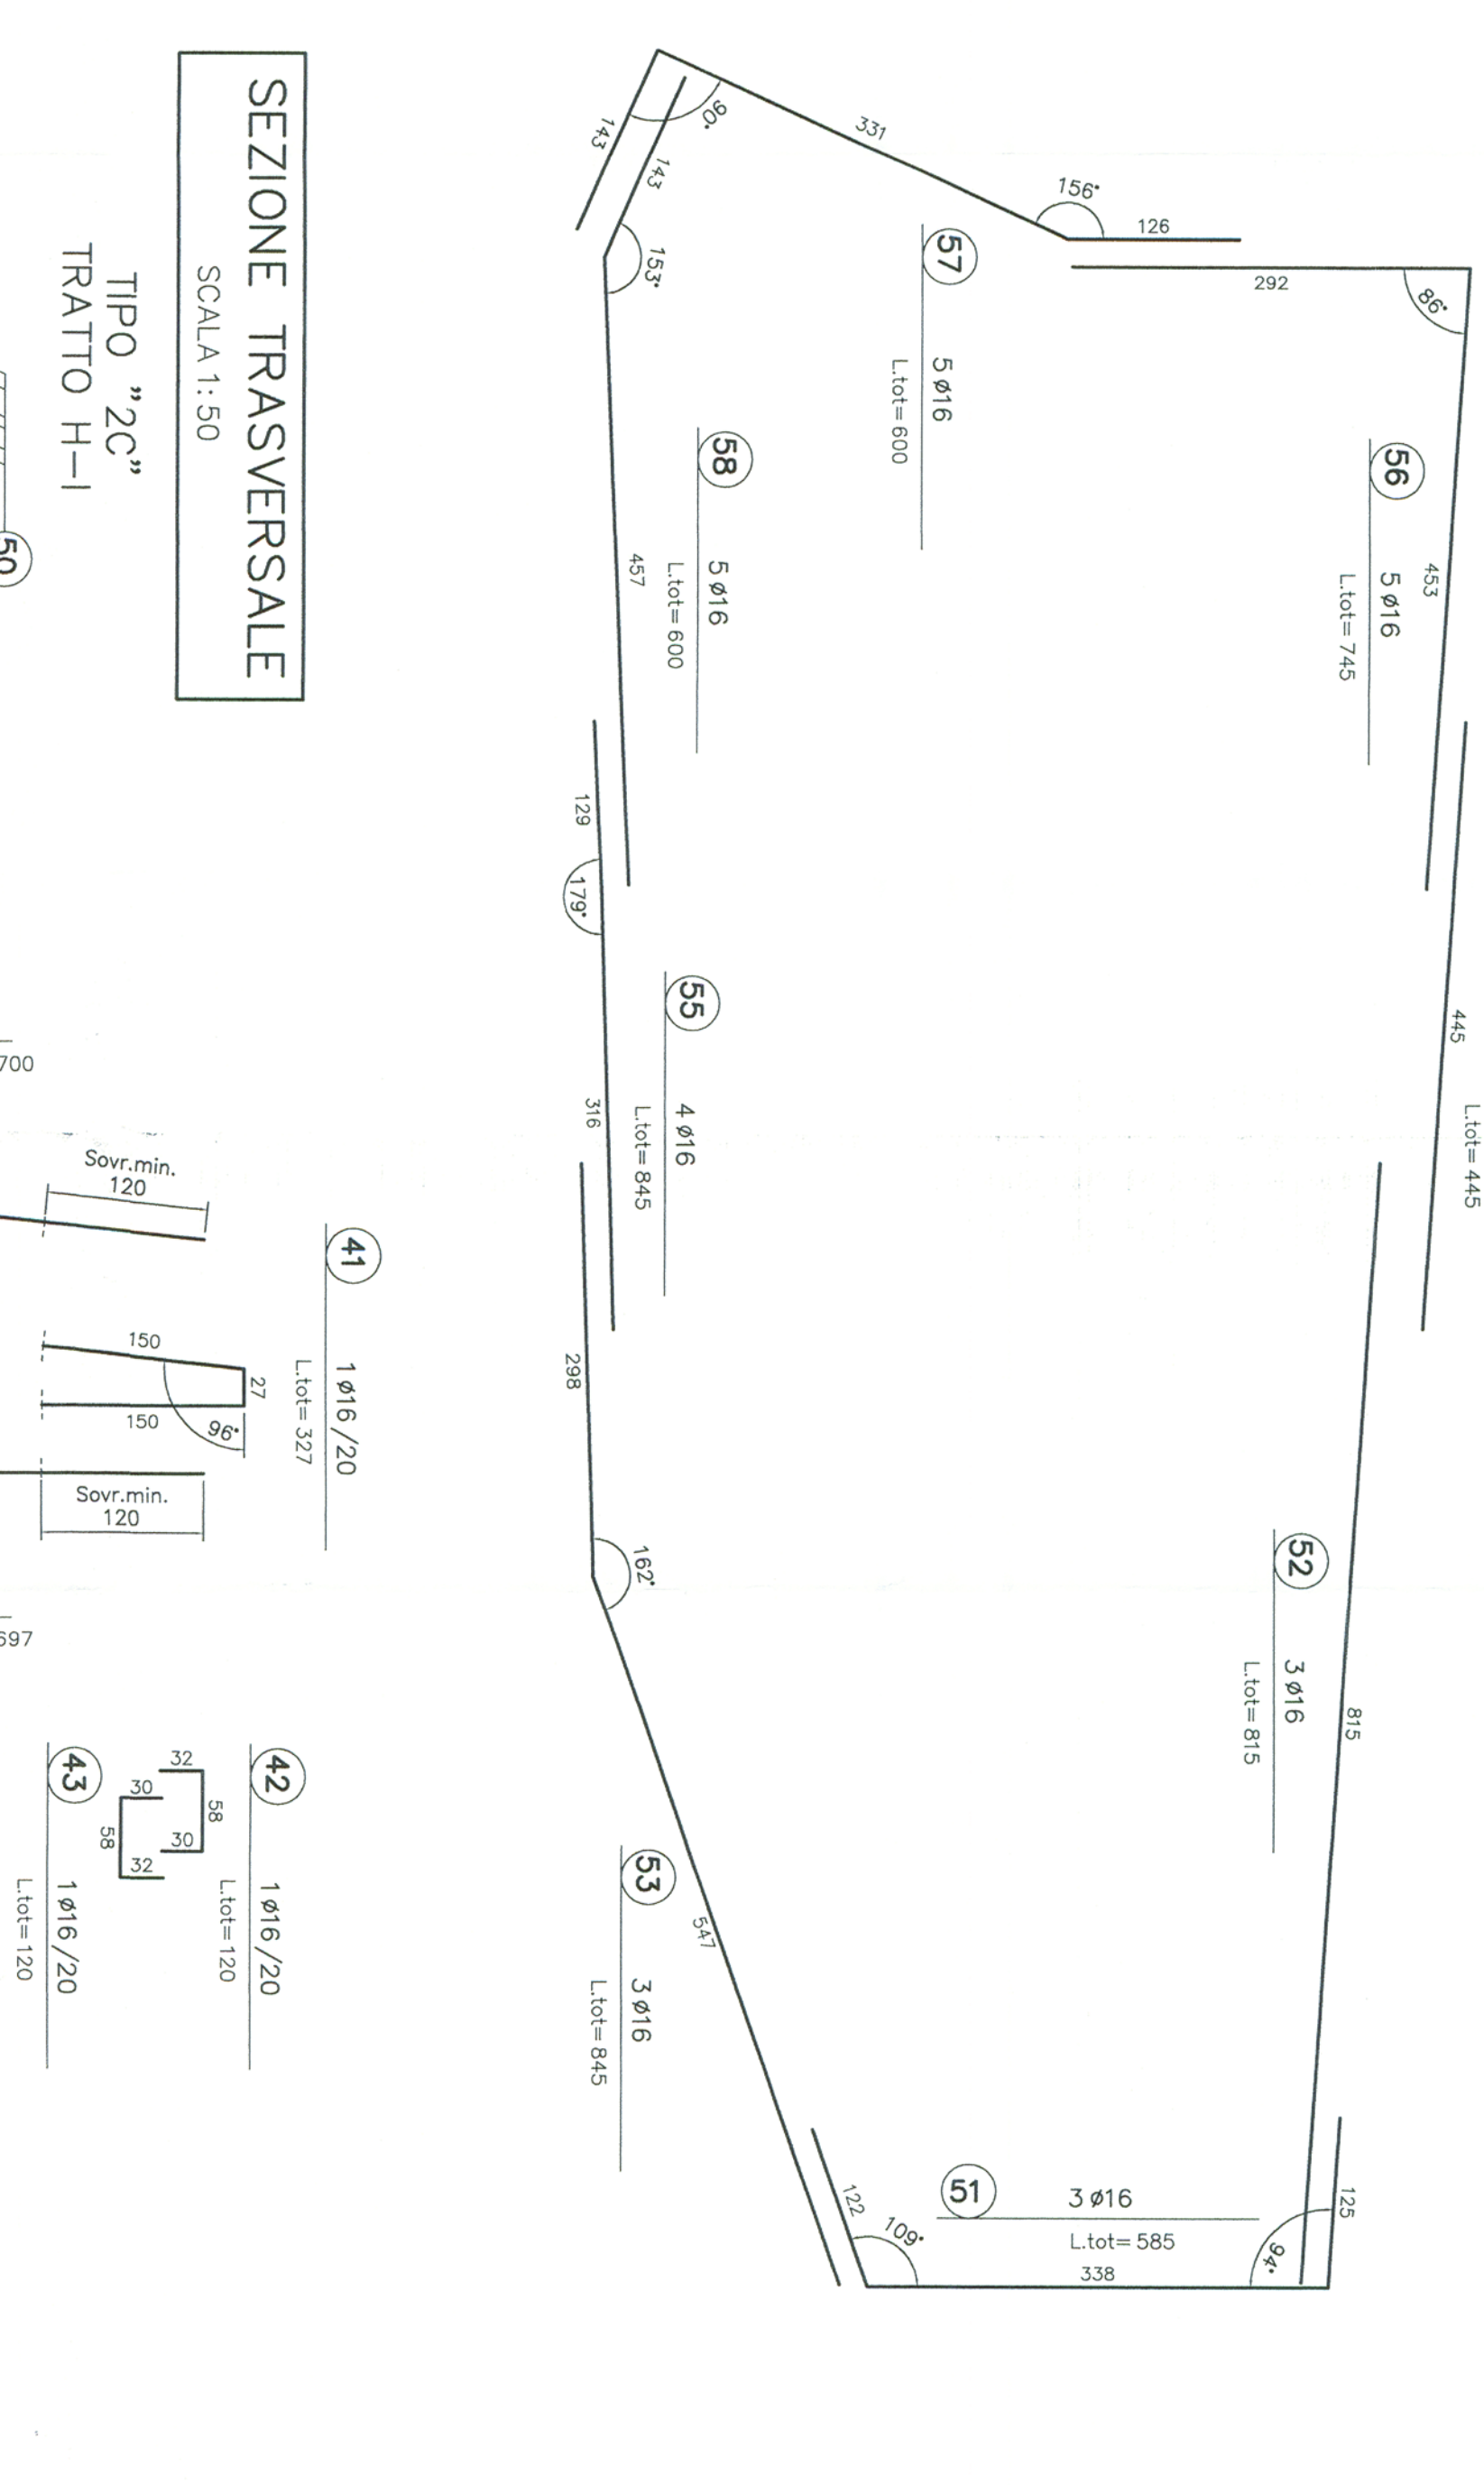 SEZIONE TRASVERSALE
SCALA 1:50
TIPO "2C"
TRATTO H–I
50
143
90°
143
153°
331
156°
126
292
86°
57
5 ø16
L.tot=600
56
5 ø16
L.tot=745
453
58
5 ø16
L.tot=600
457
129
179°
55
4 ø16
L.tot=845
316
445
L.tot=445
298
162°
52
3 ø16
L.tot=815
815
53
3 ø16
L.tot=845
547
122
109°
51
3 ø16
L.tot=585
338
94°
125
700
Sovr.min.
120
41
1 ø16/20
L.tot=327
150
27
150
96°
Sovr.min.
120
697
42
1 ø16/20
L.tot=120
32
58
30
30
58
32
43
1 ø16/20
L.tot=120